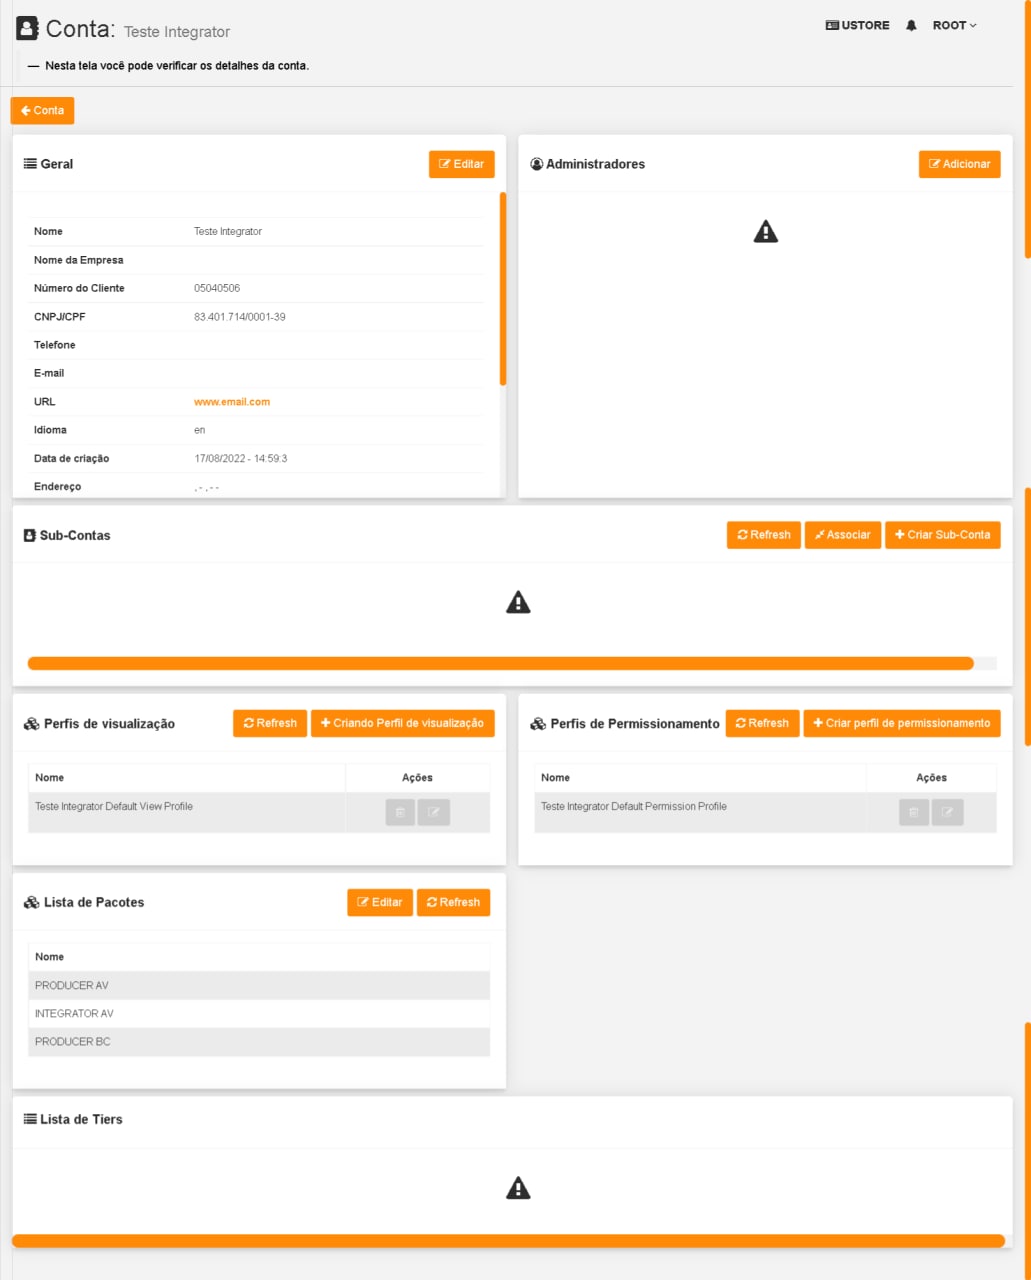 Conta: Teste Integrator
USTORE ROOT
— Nesta tela você pode verificar os detalhes da conta.
Conta
Geral
Editar
Nome Teste Integrator
Nome da Empresa
Número do Cliente 05040506
CNPJ/CPF 83.401.714/0001-39
Telefone
E-mail
URL www.email.com
Idioma en
Data de criação 17/08/2022 - 14:59:3
Endereço , - , - -
Administradores
Adicionar
Sub-Contas
Refresh Associar + Criar Sub-Conta
Perfis de visualização
Refresh + Criando Perfil de visualização
Nome Ações
Teste Integrator Default View Profile
Perfis de Permissionamento
Refresh + Criar perfil de permissionamento
Nome Ações
Teste Integrator Default Permission Profile
Lista de Pacotes
Editar Refresh
Nome
PRODUCER AV
INTEGRATOR AV
PRODUCER BC
Lista de Tiers